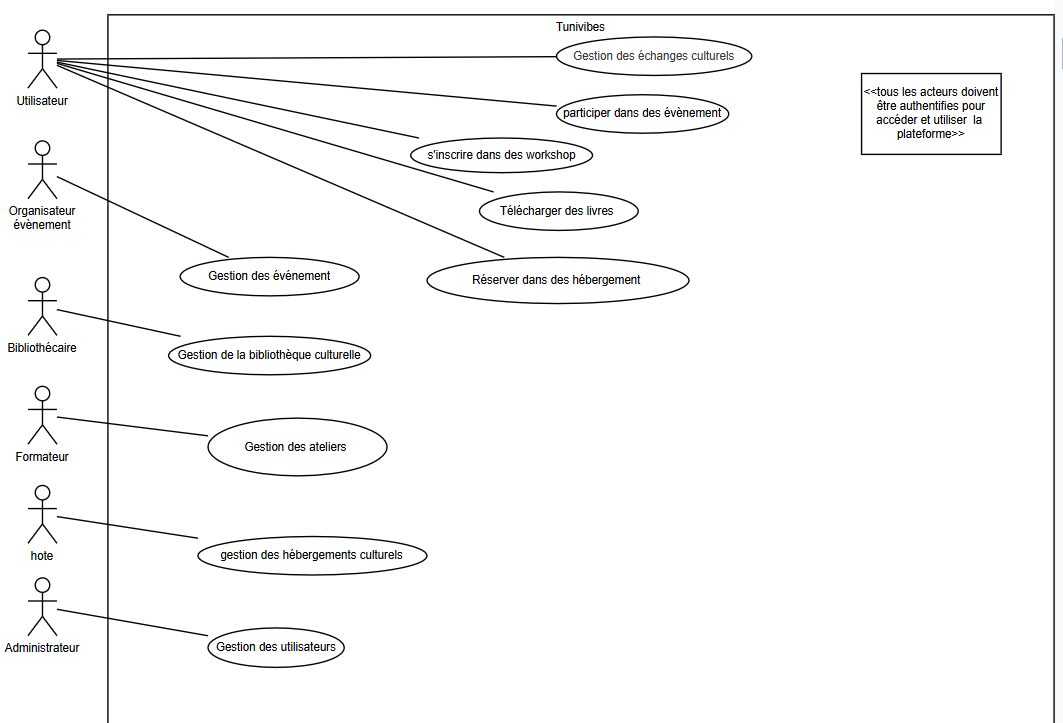 Tunivibes
Utilisateur
Gestion des échanges culturels
participer dans des évènement
s'inscrire dans des workshop
Télécharger des livres
Réserver dans des hébergement
<<tous les acteurs doivent
être authentifies pour
accéder et utiliser la
plateforme>>
Organisateur
évènement
Gestion des événement
Bibliothécaire
Gestion de la bibliothèque culturelle
Formateur
Gestion des ateliers
hote
gestion des hébergements culturels
Administrateur
Gestion des utilisateurs